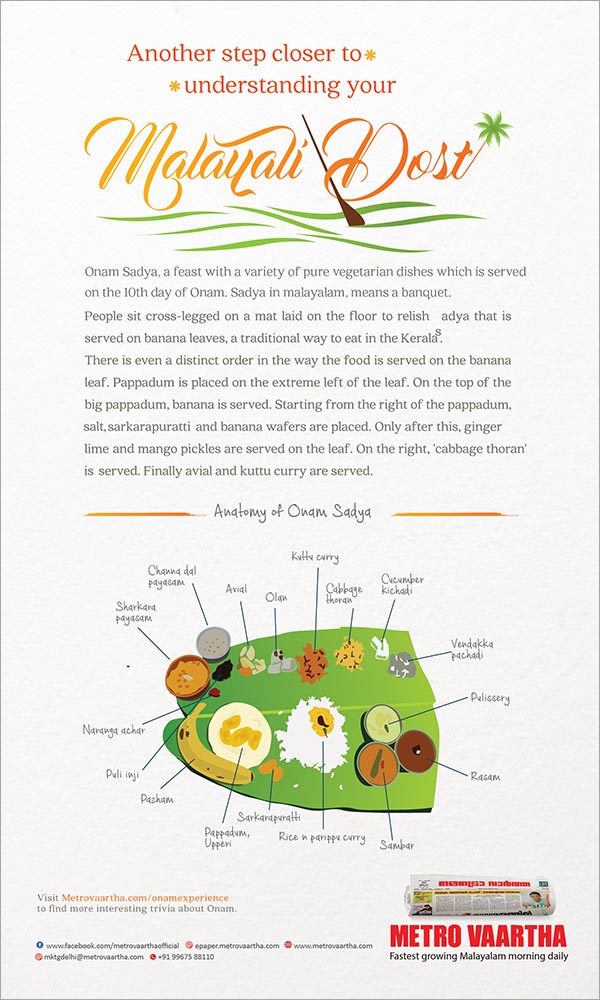 Another step closer to*
*understanding your
Malayali Dost
Onam Sadya, a feast with a variety of pure vegetarian dishes which is served
on the 10th day of Onam. Sadya in malayalam, means a banquet.
People sit cross-legged on a mat laid on the floor to relish adya that is
served on banana leaves, a traditional way to eat in the Keralas.
There is even a distinct order in the way the food is served on the banana
leaf. Pappadum is placed on the extreme left of the leaf. On the top of the
big pappadum, banana is served. Starting from the right of the pappadum,
salt, sarkarapuratti and banana wafers are placed. Only after this, ginger
lime and mango pickles are served on the leaf. On the right, 'cabbage thoran'
is served. Finally avial and kuttu curry are served.
Anatomy of Onam Sadya
Kuttu curry
Channa dal
payasam
Avial
Olan
Cabbage
thoran
Cucumber
kichadi
Sharkara
payasam
Vendakka
pachadi
Pulissery
Naranga achar
Puli inji
Rasam
Pazham
Sarkarapuratti
Pappadum,
Upperi
Rice n parippu curry
Sambar
മെട്രൊ വാർത്ത
Visit Metrovaartha.com/onamexperience
to find more interesting trivia about Onam.
METRO VAARTHA
Fastest growing Malayalam morning daily
www.facebook.com/metrovaarthaofficial epaper.metrovaartha.com www.metrovaartha.com
mktgdelhi@metrovaartha.com +91 99675 88110